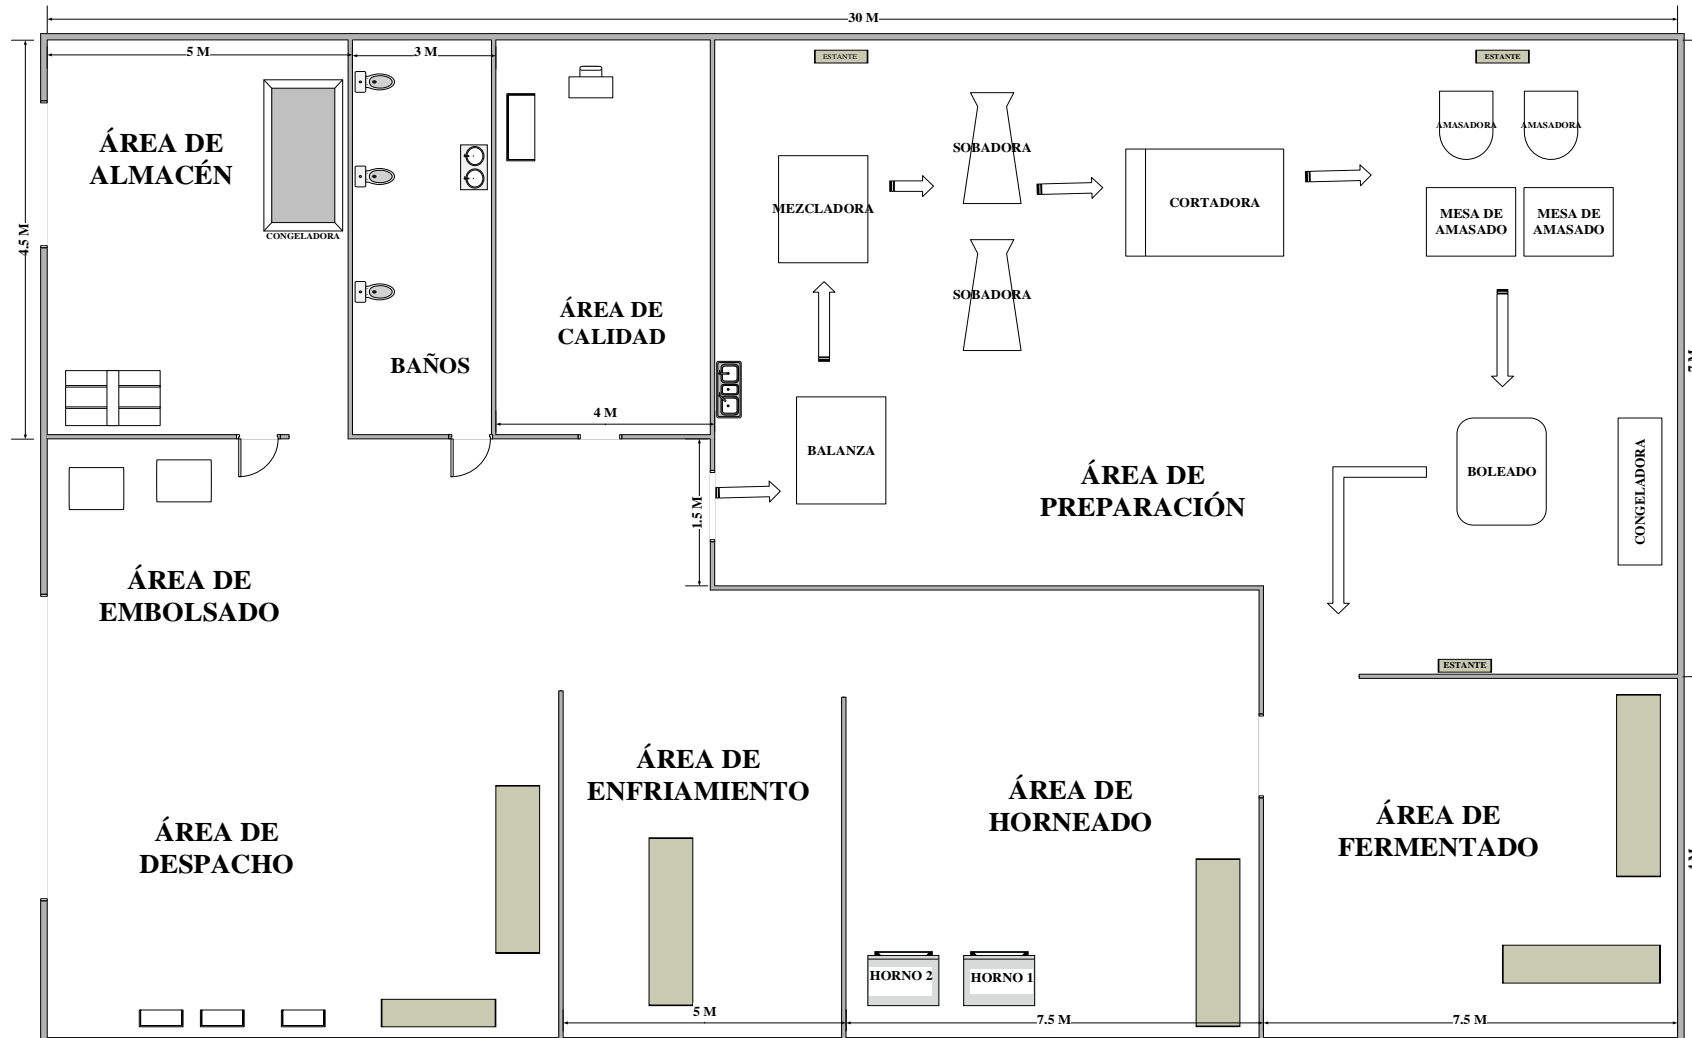 30 M
5 M
3 M
ESTANTE
ESTANTE
ÁREA DE
ALMACÉN
CONGELADORA
4.5 M
BAÑOS
ÁREA DE
CALIDAD
4 M
MEZCLADORA
SOBADORA
SOBADORA
CORTADORA
AMASADORA
AMASADORA
MESA DE
AMASADO
MESA DE
AMASADO
BALANZA
1.5 M
ÁREA DE
PREPARACIÓN
BOLEADO
CONGELADORA
7 M
ESTANTE
ÁREA DE
EMBOLSADO
ÁREA DE
DESPACHO
ÁREA DE
ENFRIAMIENTO
5 M
ÁREA DE
HORNEADO
HORNO 2
HORNO 1
7.5 M
ÁREA DE
FERMENTADO
7.5 M
4 M